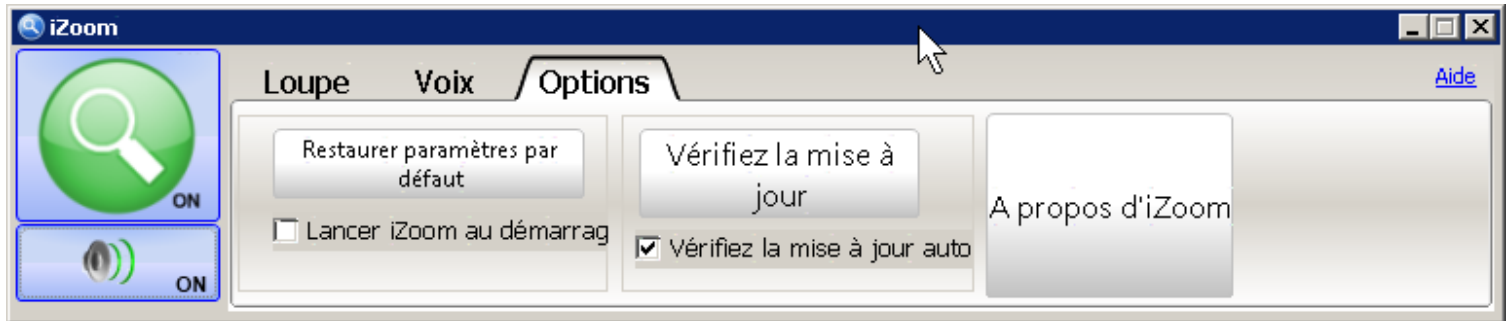 iZoom
Loupe Voix Options Aide
ON
ON
Restaurer paramètres par
défaut
Lancer iZoom au démarrag
Vérifiez la mise à
jour
Vérifiez la mise à jour auto
A propos d'iZoom